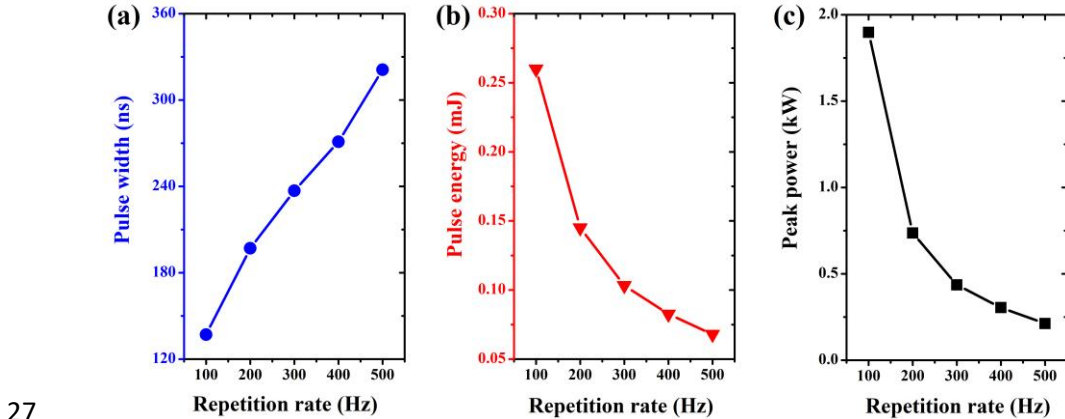 (a)
360
300
240
180
120
Pulse width (ns)
100 200 300 400 500
Repetition rate (Hz)
(b)
0.30
0.25
0.20
0.15
0.10
0.05
Pulse energy (mJ)
100 200 300 400 500
Repetition rate (Hz)
(c)
2.0
1.5
1.0
0.5
0.0
Peak power (kW)
100 200 300 400 500
Repetition rate (Hz)
27